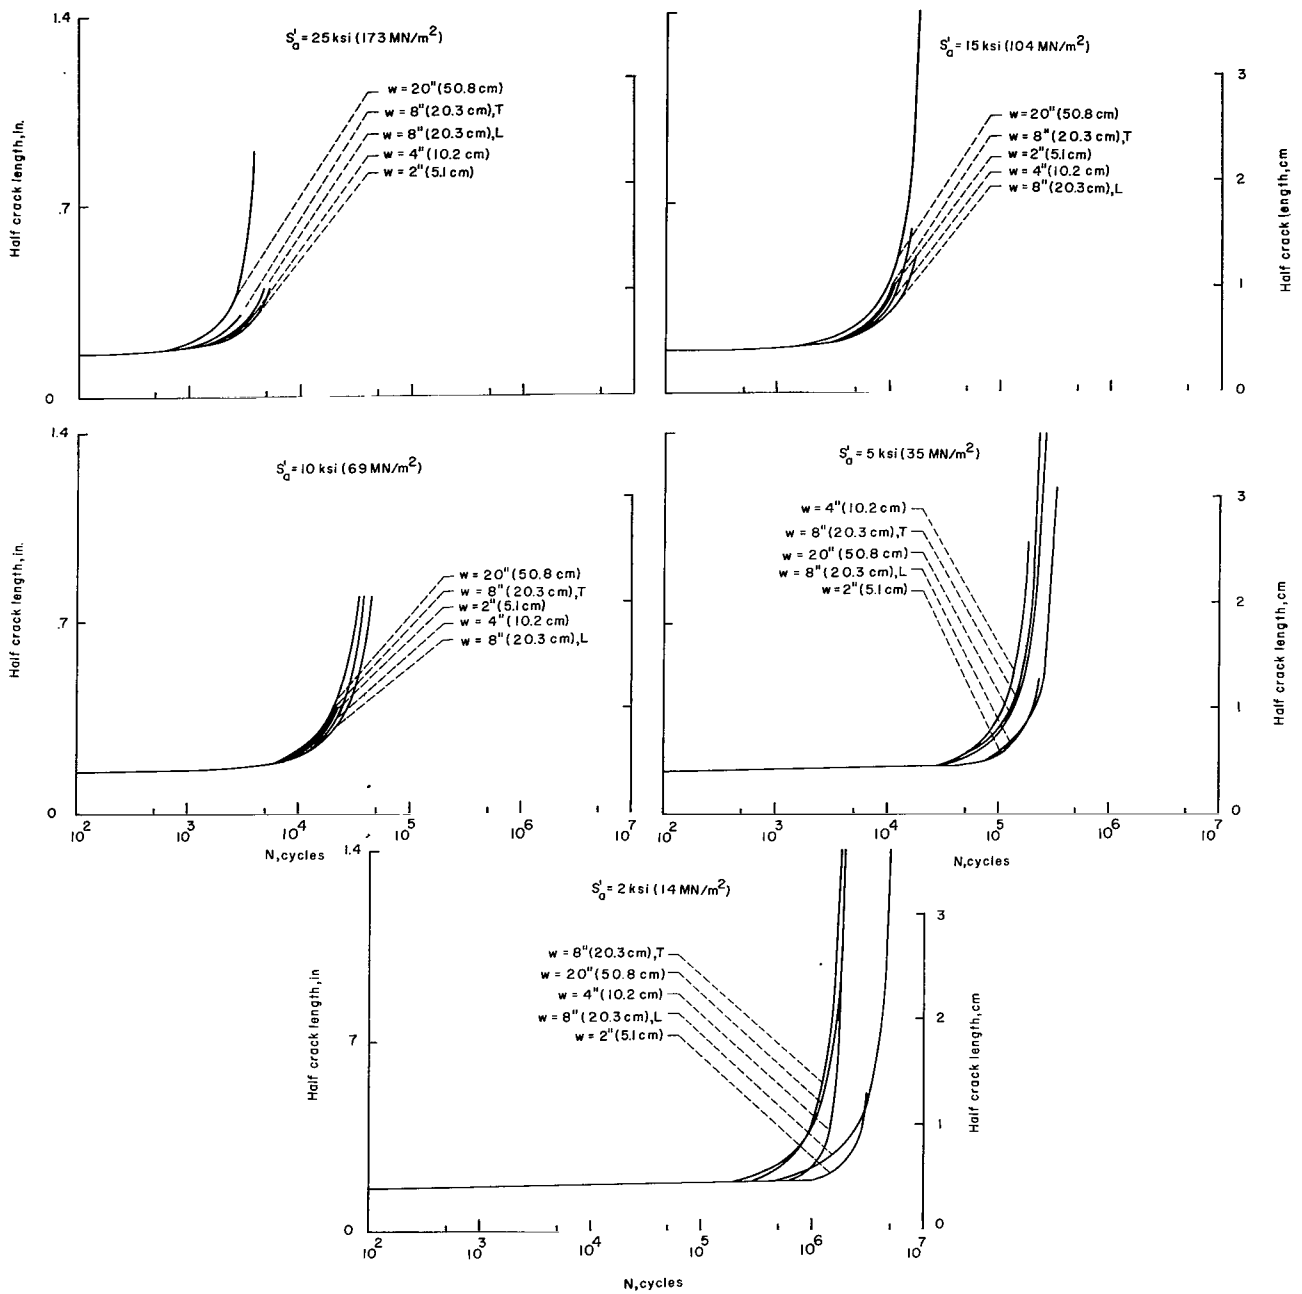 1.4
S'a = 25 ksi (173 MN/m²)
w = 20" (50.8 cm)
w = 8" (20.3 cm), T
w = 8" (20.3 cm), L
w = 4" (10.2 cm)
w = 2" (5.1 cm)
Half crack length, in.
.7
0
S'a = 15 ksi (104 MN/m²)
w = 20" (50.8 cm)
w = 8" (20.3 cm), T
w = 2" (5.1 cm)
w = 4" (10.2 cm)
w = 8" (20.3 cm), L
3
2
1
0
Half crack length, cm
1.4
S'a = 10 ksi (69 MN/m²)
w = 20" (50.8 cm)
w = 8" (20.3 cm), T
w = 2" (5.1 cm)
w = 4" (10.2 cm)
w = 8" (20.3 cm), L
Half crack length, in.
.7
0
10² 10³ 10⁴ 10⁵ 10⁶ 10⁷
N, cycles
S'a = 5 ksi (35 MN/m²)
w = 4" (10.2 cm)
w = 8" (20.3 cm), T
w = 20" (50.8 cm)
w = 8" (20.3 cm), L
w = 2" (5.1 cm)
3
2
1
0
Half crack length, cm
10² 10³ 10⁴ 10⁵ 10⁶ 10⁷
N, cycles
1.4
S'a = 2 ksi (14 MN/m²)
w = 8" (20.3 cm), T
w = 20" (50.8 cm)
w = 4" (10.2 cm)
w = 8" (20.3 cm), L
w = 2" (5.1 cm)
Half crack length, in
.7
0
3
2
1
0
Half crack length, cm
10² 10³ 10⁴ 10⁵ 10⁶ 10⁷
N, cycles